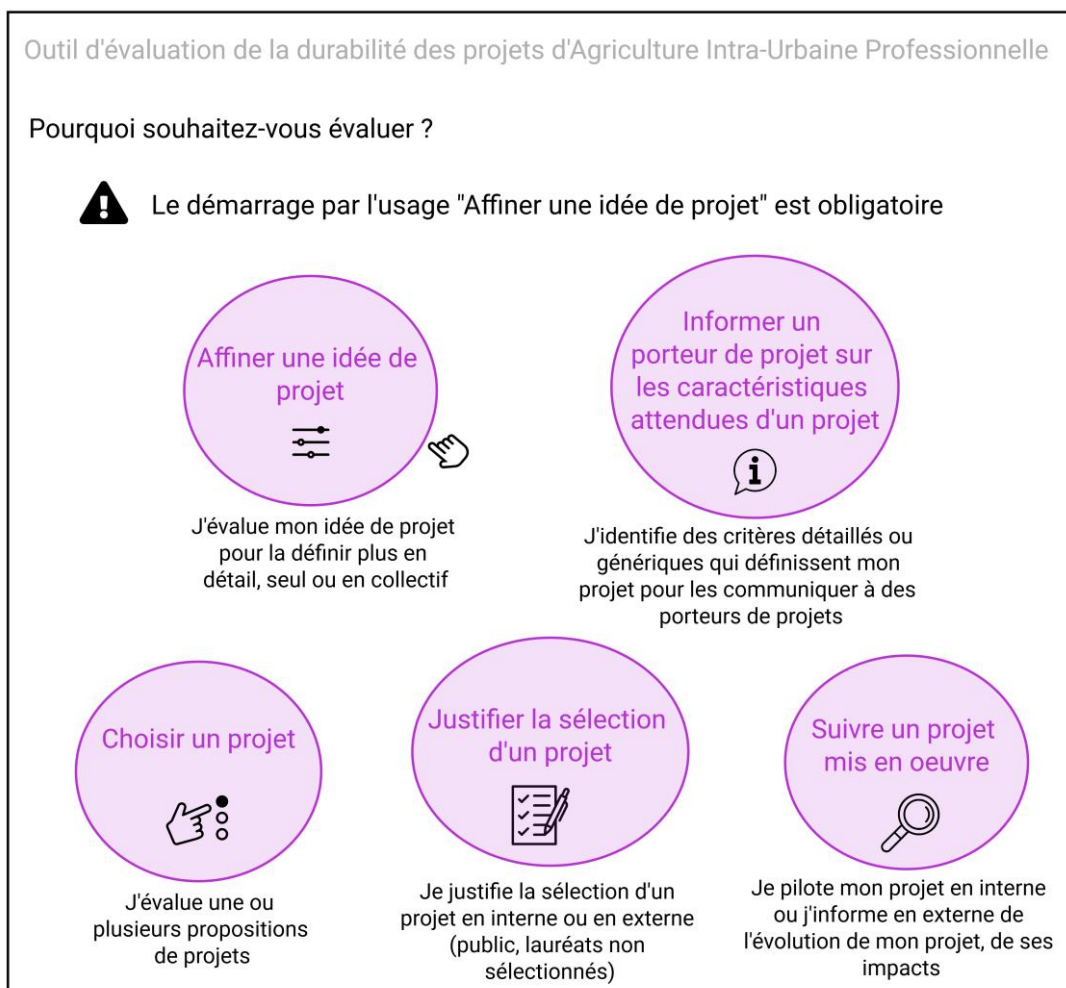 Outil d'évaluation de la durabilité des projets d'Agriculture Intra-Urbaine Professionnelle
Pourquoi souhaitez-vous évaluer ?
Le démarrage par l'usage "Affiner une idée de projet" est obligatoire
Affiner une idée de
projet
J'évalue mon idée de projet
pour la définir plus en
détail, seul ou en collectif
Informer un
porteur de projet sur
les caractéristiques
attendues d'un projet
i
J'identifie des critères détaillés ou
génériques qui définissent mon
projet pour les communiquer à des
porteurs de projets
Choisir un projet
J'évalue une ou
plusieurs propositions
de projets
Justifier la sélection
d'un projet
Je justifie la sélection d'un
projet en interne ou en externe
(public, lauréats non
sélectionnés)
Suivre un projet
mis en oeuvre
Je pilote mon projet en interne
ou j'informe en externe de
l'évolution de mon projet, de ses
impacts